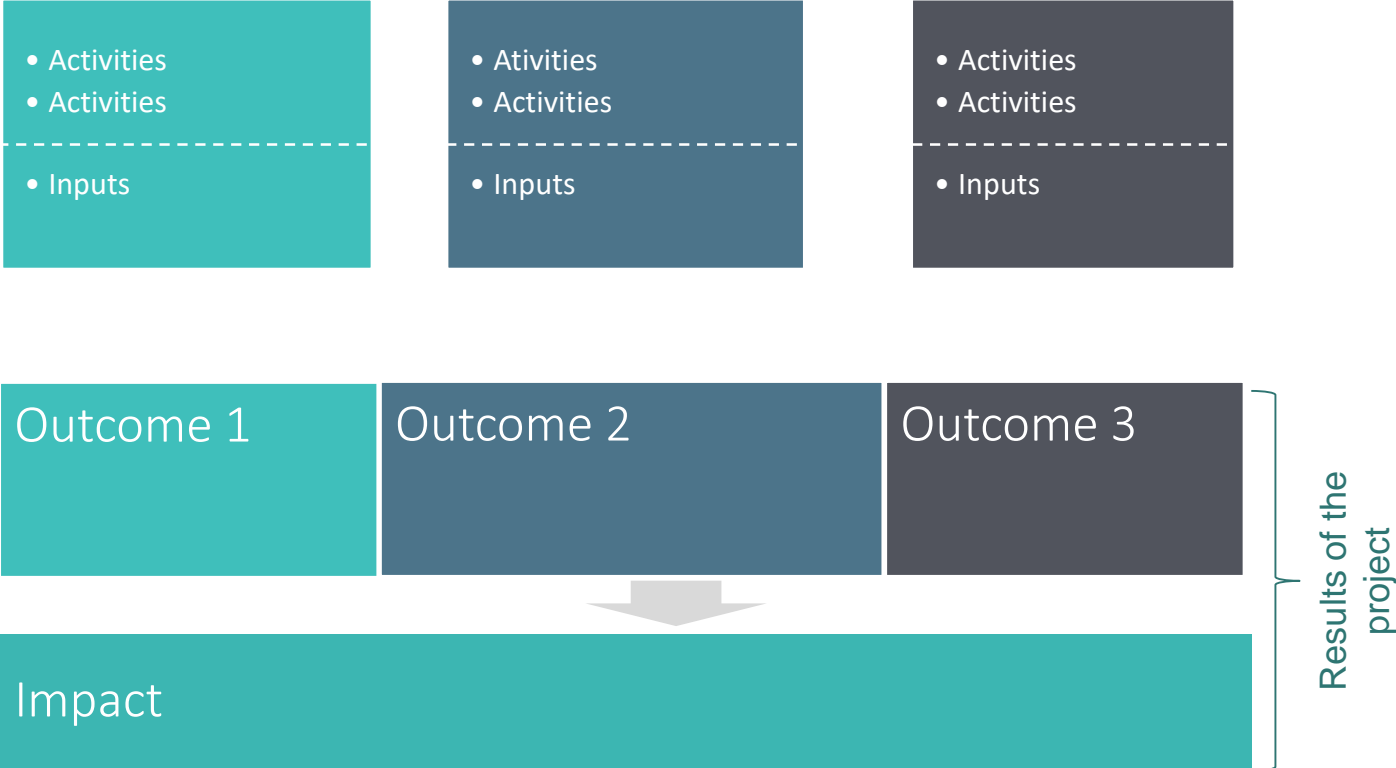 • Activities
• Activities
• Inputs
• Ativities
• Activities
• Inputs
• Activities
• Activities
• Inputs
Outcome 1
Outcome 2
Outcome 3
Impact
Results of the
project